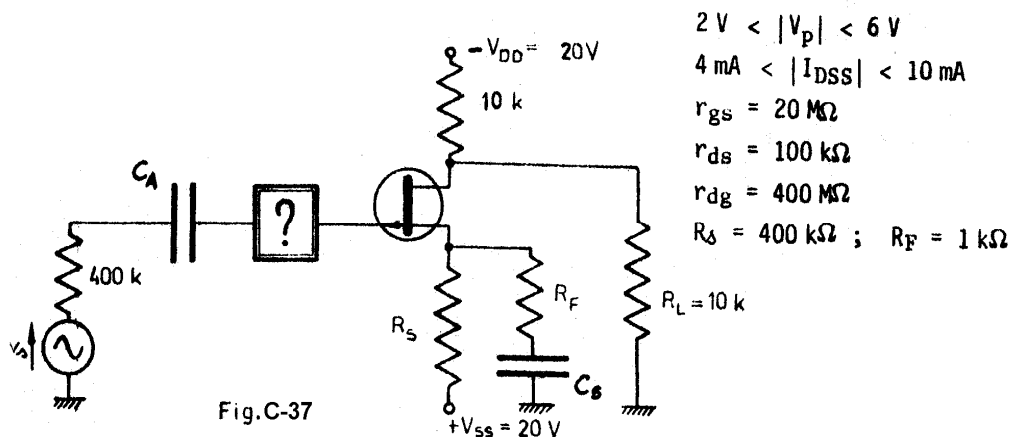 - V_DD = 20V
10 k
C_A
?
400 k
v_s
R_S
R_F
C_S
R_L = 10 k
+V_SS = 20 V
Fig.C-37
2 V < |V_p| < 6 V
4 mA < |I_DSS| < 10 mA
r_gs = 20 MΩ
r_ds = 100 kΩ
r_dg = 400 MΩ
R_s = 400 kΩ ; R_F = 1 kΩ